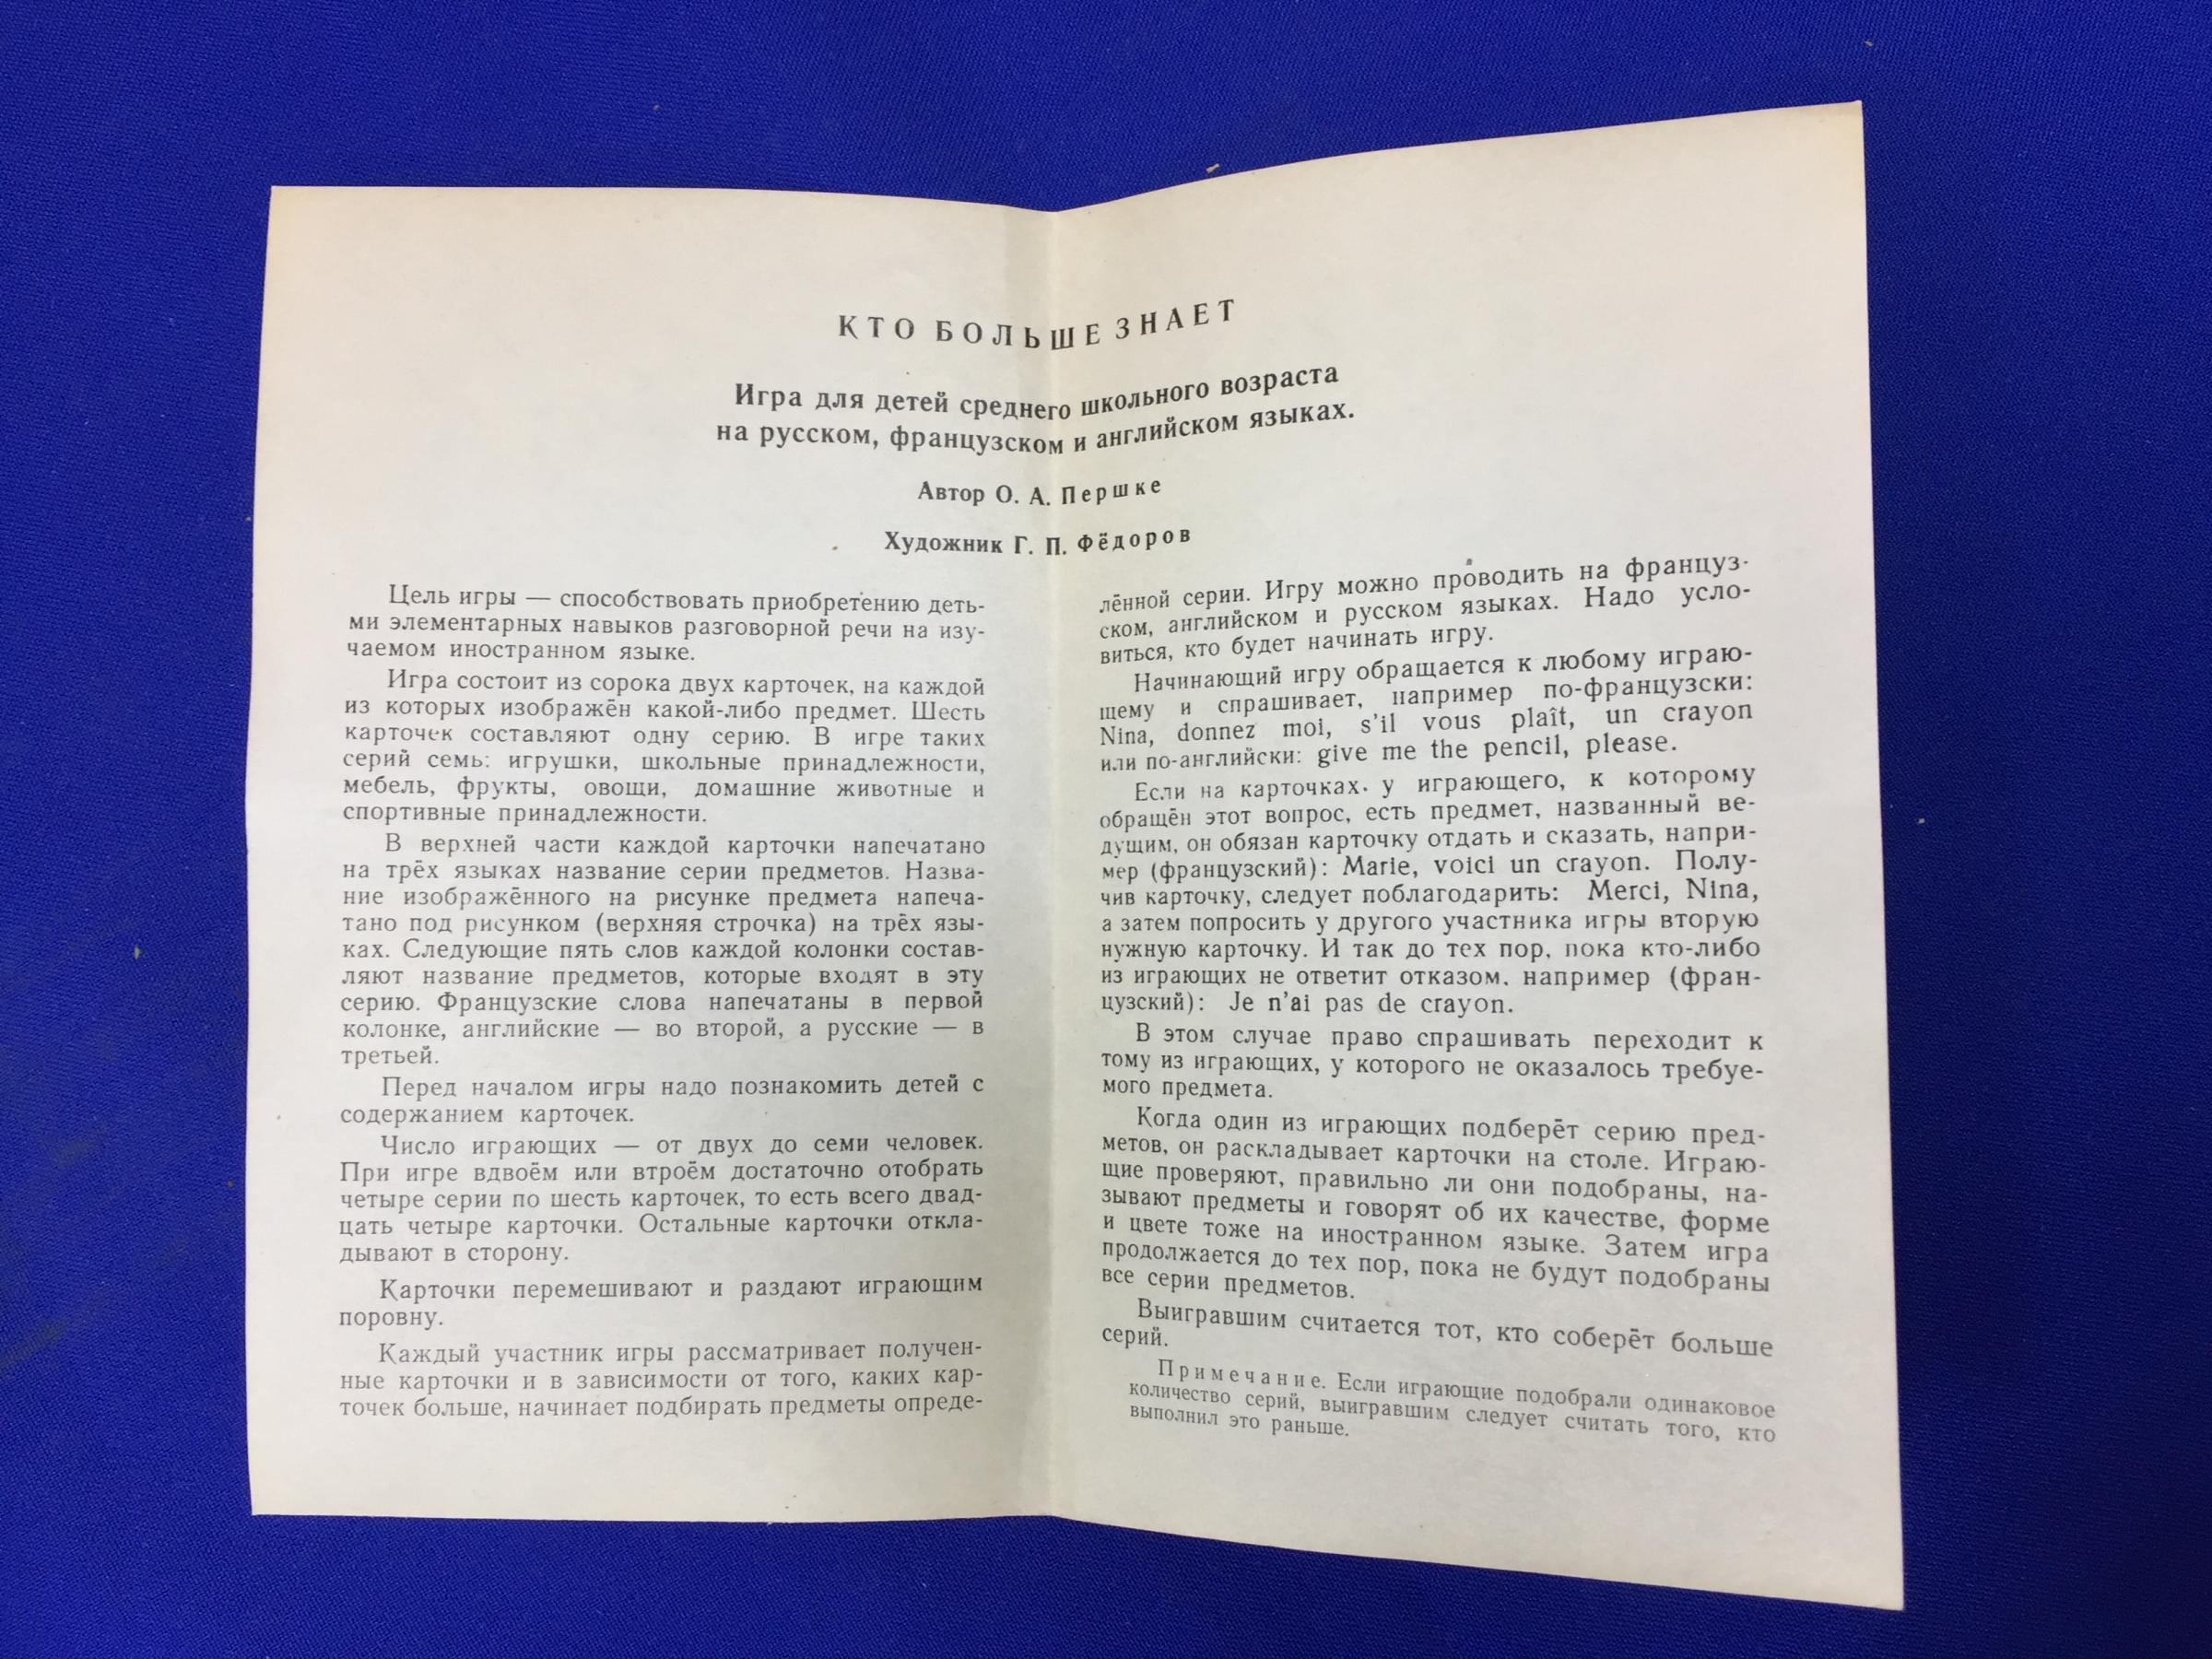 КТО БОЛЬШЕ ЗНАЕТ
Игра для детей среднего школьного возраста
на русском, французском и английском языках.
Автор О. А. Першке
Художник Г. П. Фёдоров
Цель игры — способствовать приобретению деть-
ми элементарных навыков разговорной речи на изу-
чаемом иностранном языке.
Игра состоит из сорока двух карточек, на каждой
из которых изображён какой-либо предмет. Шесть
карточек составляют одну серию. В игре таких
серий семь: игрушки, школьные принадлежности,
мебель, фрукты, овощи, домашние животные и
спортивные принадлежности.
В верхней части каждой карточки напечатано
на трёх языках название серии предметов. Назва-
ние изображённого на рисунке предмета напеча-
тано под рисунком (верхняя строчка) на трёх язы-
ках. Следующие пять слов каждой колонки состав-
ляют название предметов, которые входят в эту
серию. Французские слова напечатаны в первой
колонке, английские — во второй, а русские — в
третьей.
Перед началом игры надо познакомить детей с
содержанием карточек.
Число играющих — от двух до семи человек.
При игре вдвоём или втроём достаточно отобрать
четыре серии по шесть карточек, то есть всего двад-
цать четыре карточки. Остальные карточки откла-
дывают в сторону.
Карточки перемешивают и раздают играющим
поровну.
Каждый участник игры рассматривает получен-
ные карточки и в зависимости от того, каких кар-
точек больше, начинает подбирать предметы опреде-
лённой серии. Игру можно проводить на француз-
ском, английском и русском языках. Надо усло-
виться, кто будет начинать игру.
Начинающий игру обращается к любому играю-
щему и спрашивает, например по-французски:
Nina, donnez moi, s'il vous plaît, un crayon
или по-английски: give me the pencil, please.
Если на карточках у играющего, к которому
обращён этот вопрос, есть предмет, названный ве-
дущим, он обязан карточку отдать и сказать, напри-
мер (французский): Marie, voici un crayon. Полу-
чив карточку, следует поблагодарить: Merci, Nina,
а затем попросить у другого участника игры вторую
нужную карточку. И так до тех пор, пока кто-либо
из играющих не ответит отказом, например (фран-
цузский): Je n'ai pas de crayon.
В этом случае право спрашивать переходит к
тому из играющих, у которого не оказалось требуе-
мого предмета.
Когда один из играющих подберёт серию пред-
метов, он раскладывает карточки на столе. Играю-
щие проверяют, правильно ли они подобраны, на-
зывают предметы и говорят об их качестве, форме
и цвете тоже на иностранном языке. Затем игра
продолжается до тех пор, пока не будут подобраны
все серии предметов.
Выигравшим считается тот, кто соберёт больше
серий.
Примечание. Если играющие подобрали одинаковое
количество серий, выигравшим следует считать того, кто
выполнил это раньше.